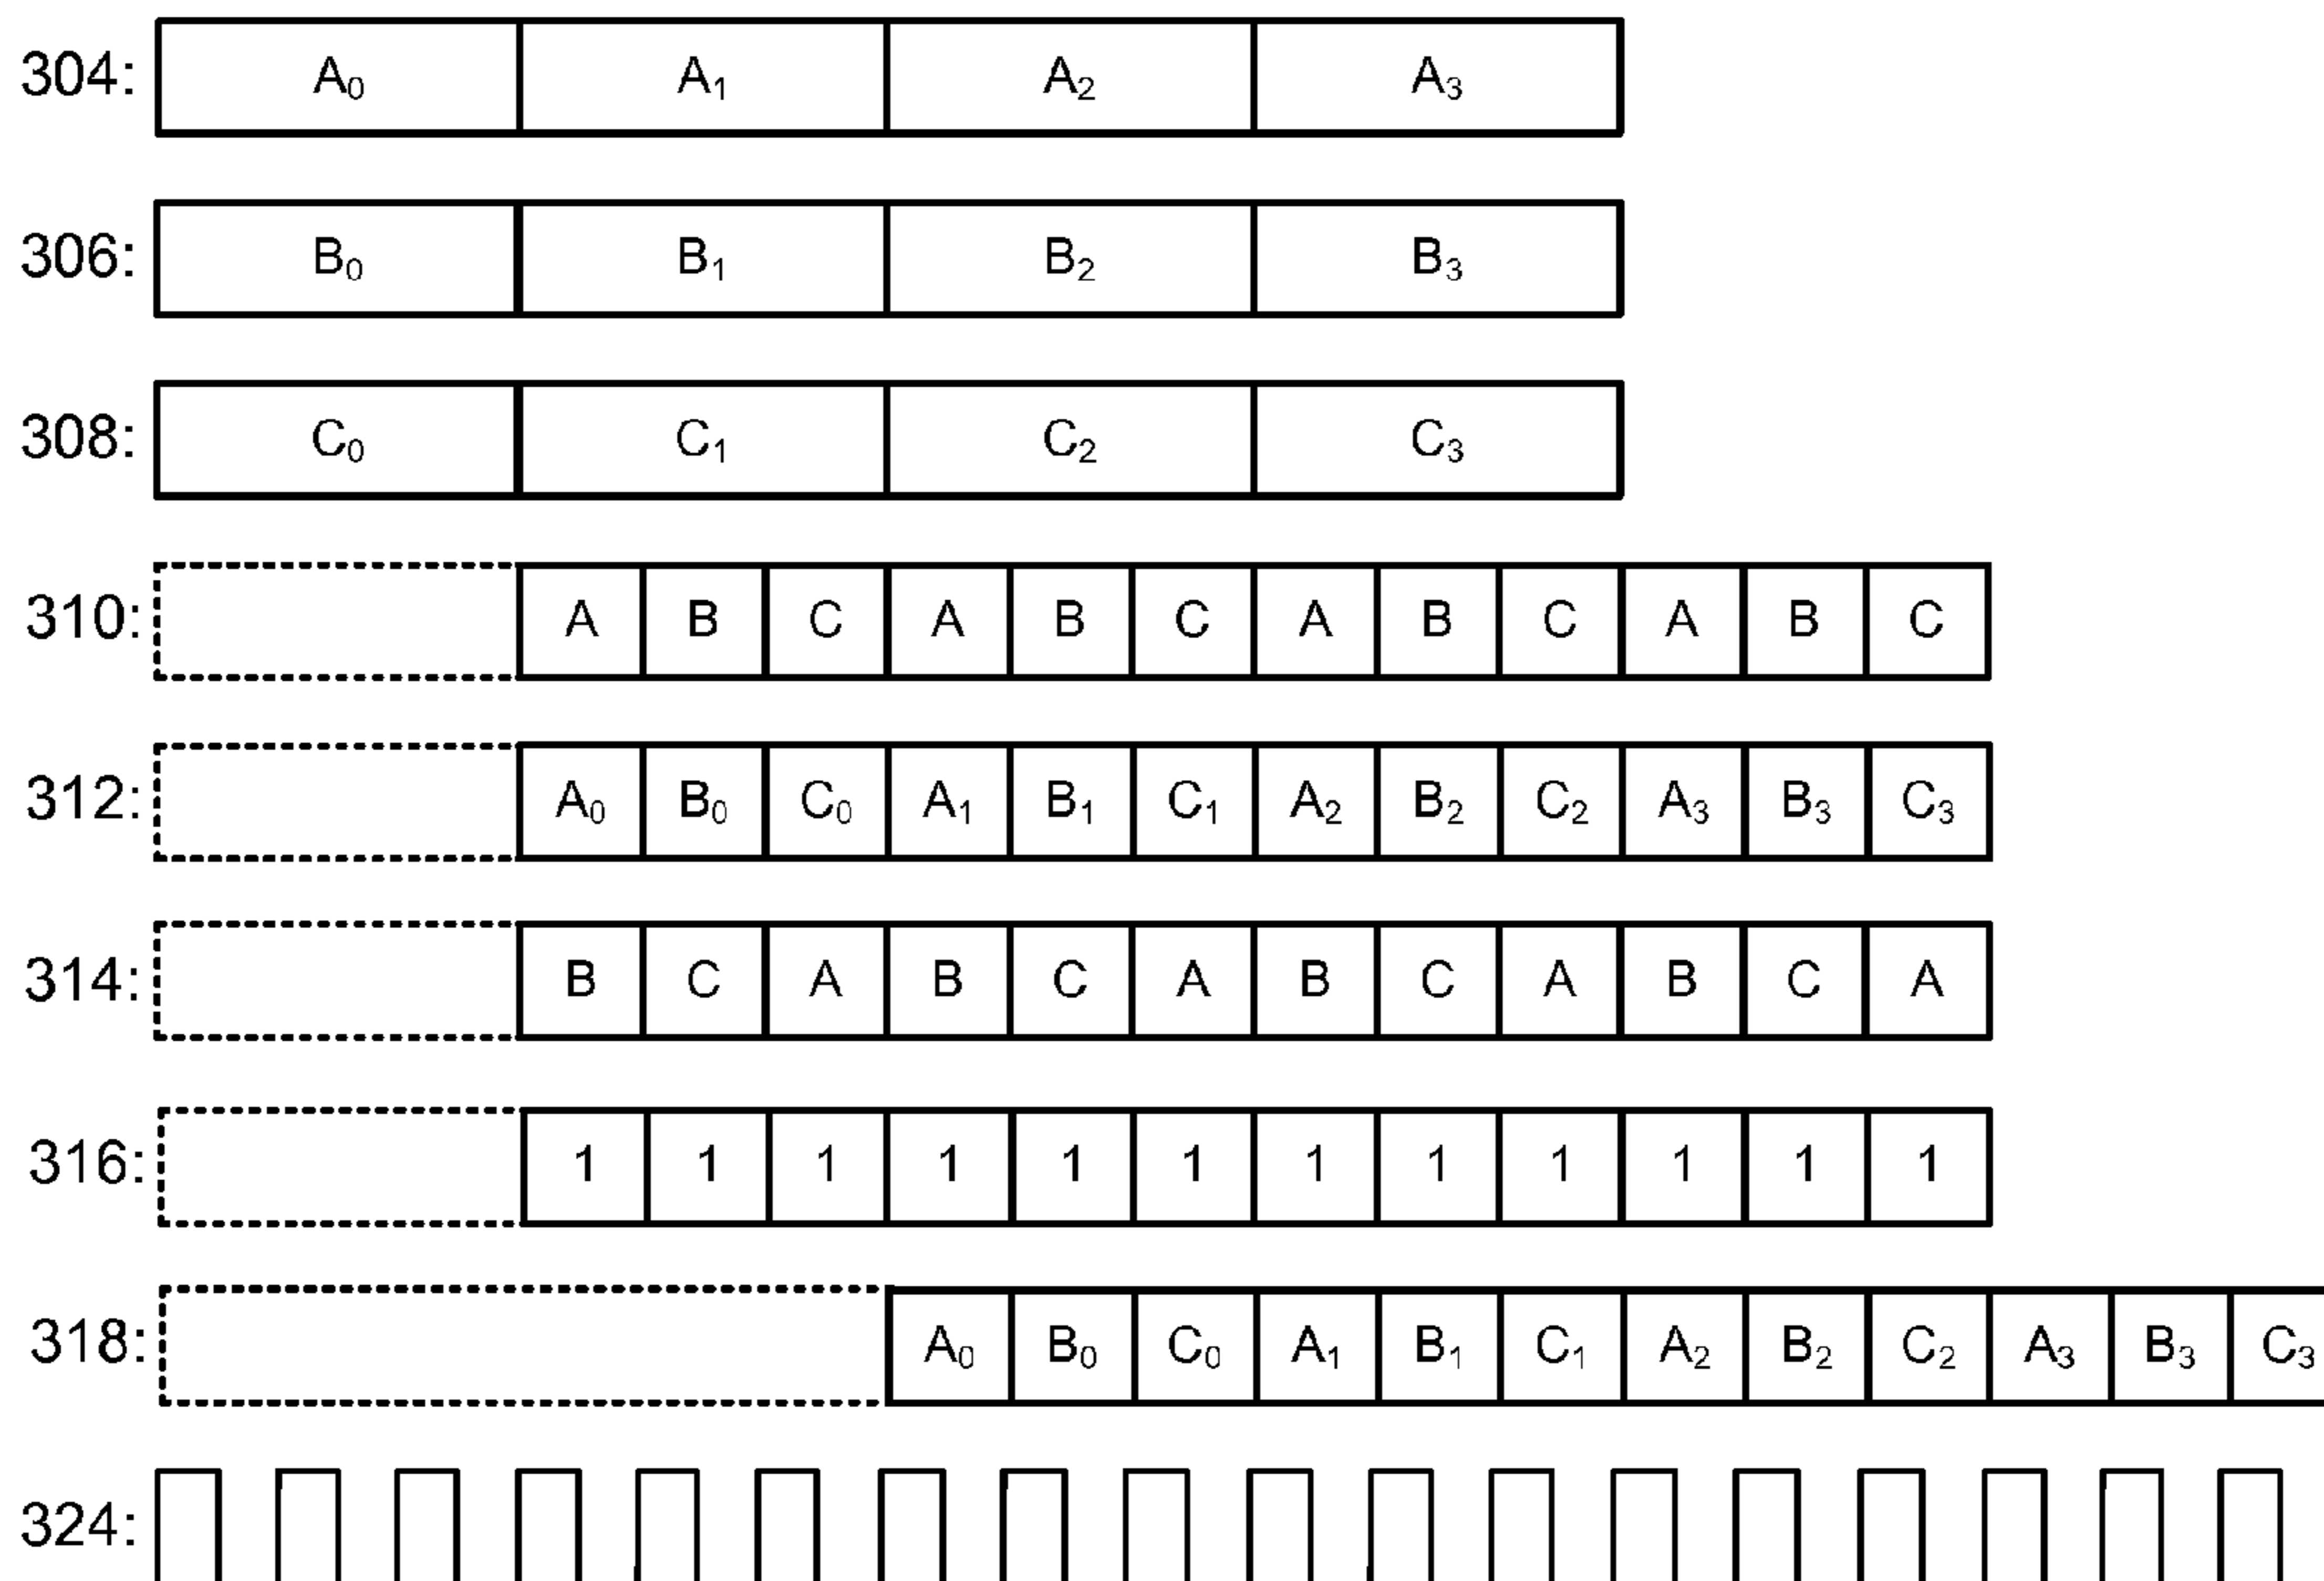 304: A₀ A₁ A₂ A₃
306: B₀ B₁ B₂ B₃
308: C₀ C₁ C₂ C₃
310: A B C A B C A B C A B C
312: A₀ B₀ C₀ A₁ B₁ C₁ A₂ B₂ C₂ A₃ B₃ C₃
314: B C A B C A B C A B C A
316: 1 1 1 1 1 1 1 1 1 1 1 1
318: A₀ B₀ C₀ A₁ B₁ C₁ A₂ B₂ C₂ A₃ B₃ C₃
324: